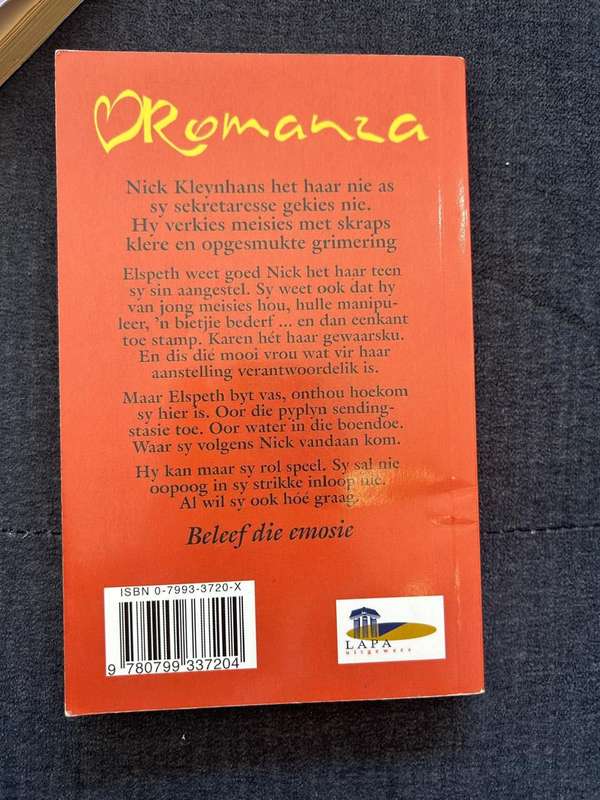 Romanza
Nick Kleynhans het haar nie as
sy sekretaresse gekies nie.
Hy verkies meisies met skraps
klere en opgesmukte grimering
Elspeth weet goed Nick het haar teen
sy sin aangestel. Sy weet ook dat hy
van jong meisies hou, hulle manipu-
leer, 'n bietjie bederf ... en dan eenkant
toe stamp. Karen hét haar gewaarsku.
En dis dié mooi vrou wat vir haar
aanstelling verantwoordelik is.
Maar Elspeth byt vas, onthou hoekom
sy hier is. Oor die pyplyn sending-
stasie toe. Oor water in die boendoe.
Waar sy volgens Nick vandaan kom.
Hy kan maar sy rol speel. Sy sal nie
oopoog in sy strikke inloop nie.
Al wil sy ook hóé graag.
Beleef die emosie
ISBN 0-7993-3720-X
9 780799 337204
LAPA
uitgewers